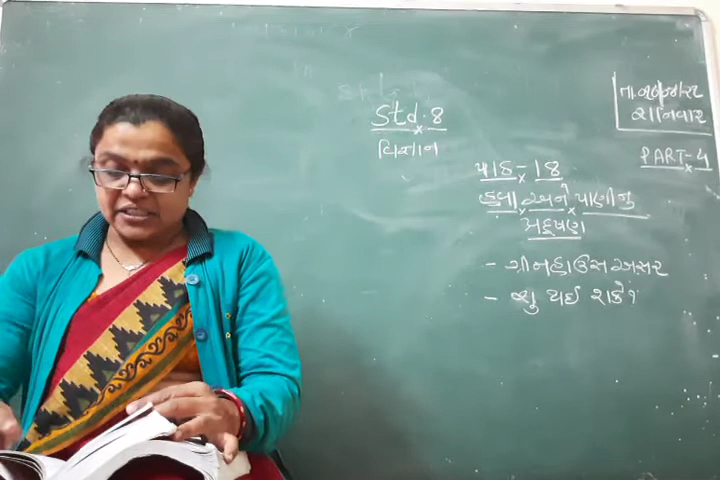 Std. 8
વિજ્ઞાન
શનિવાર
PART-4
પાઠ - 18
હવા અને પાણીનુ
પ્રદૂષણ
- ગ્રીનહાઉસ અસર
- શુ થઈ શકે?